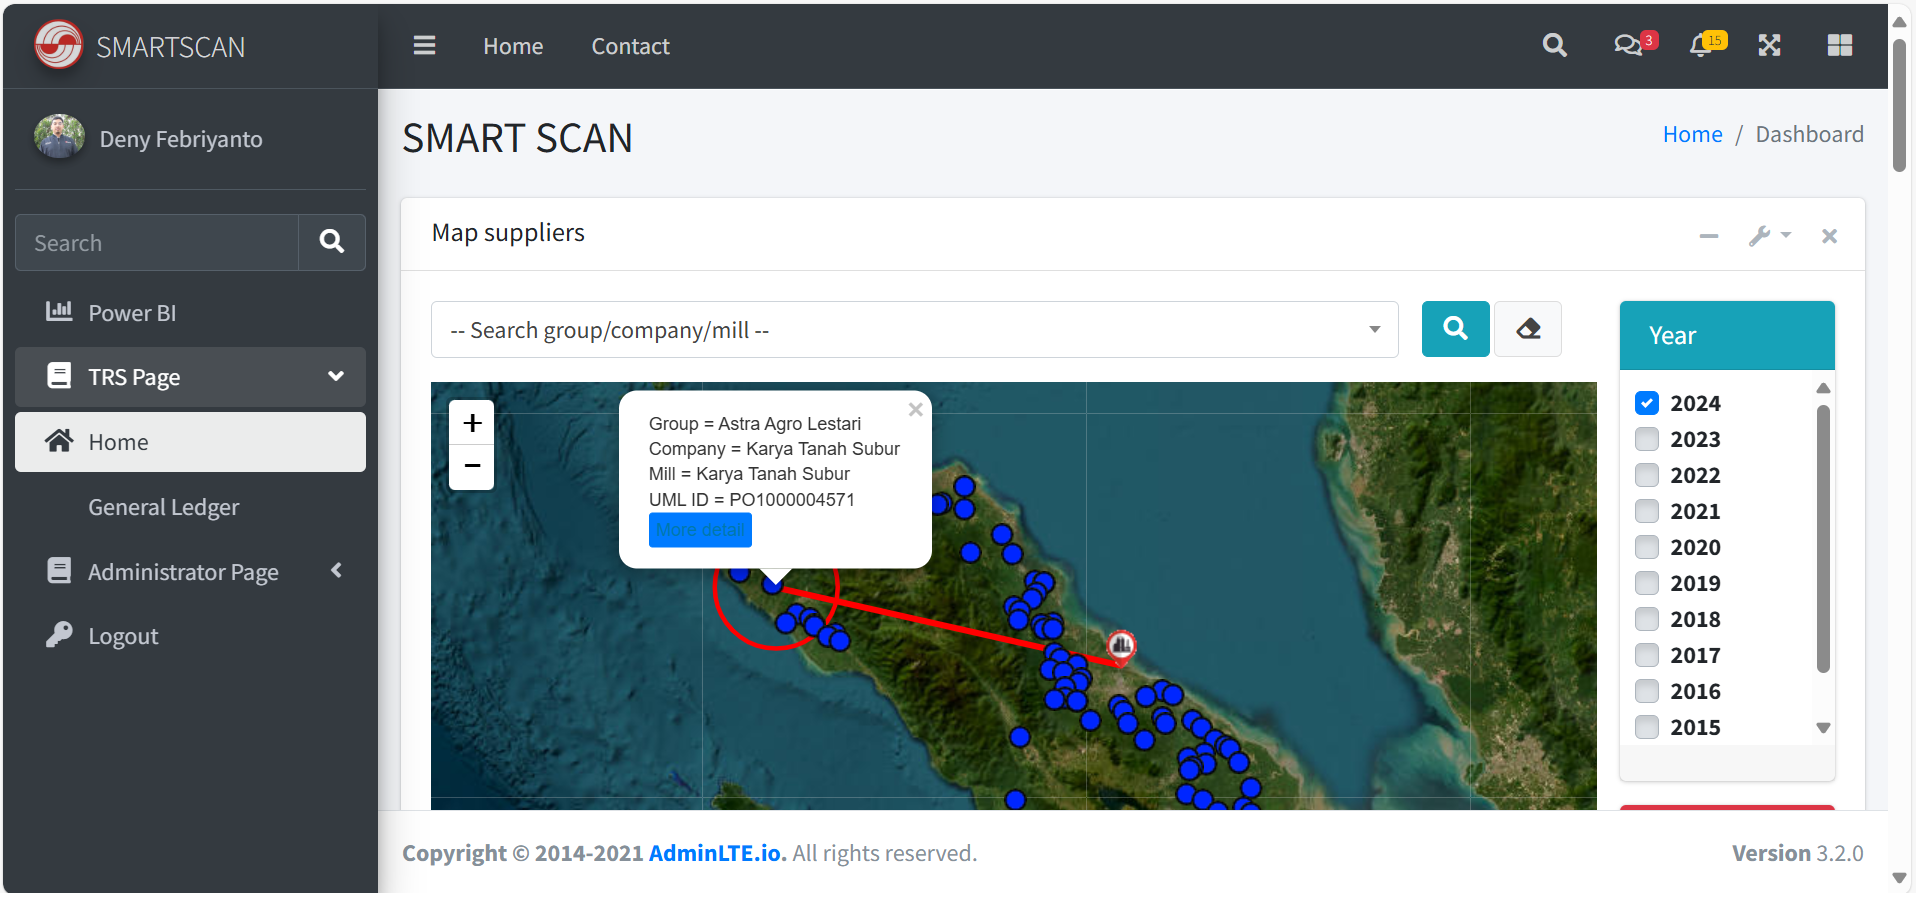 SMARTSCAN
Home
Contact
3
15
Deny Febriyanto
SMART SCAN
Home / Dashboard
Search
Map suppliers
Power BI
-- Search group/company/mill --
Year
TRS Page
Home
General Ledger
Administrator Page
Logout
+
−
Group = Astra Agro Lestari
Company = Karya Tanah Subur
Mill = Karya Tanah Subur
UML ID = PO1000004571
More detail
×
2024
2023
2022
2021
2020
2019
2018
2017
2016
2015
Copyright © 2014-2021 AdminLTE.io. All rights reserved.
Version 3.2.0